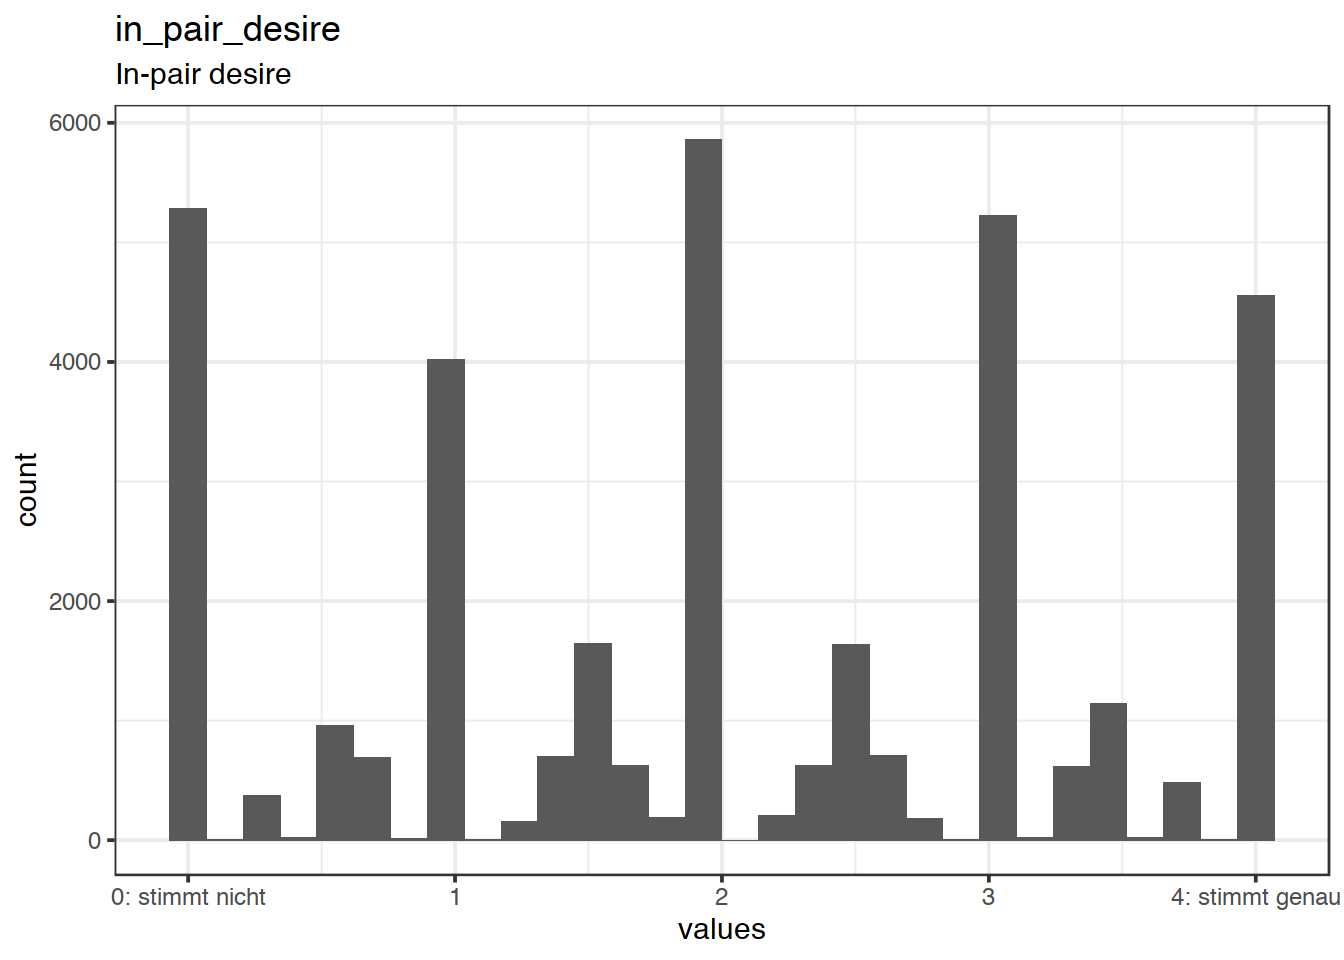 in_pair_desire
In-pair desire
6000
4000
2000
0
count
0: stimmt nicht 1 2 3 4: stimmt genau
values